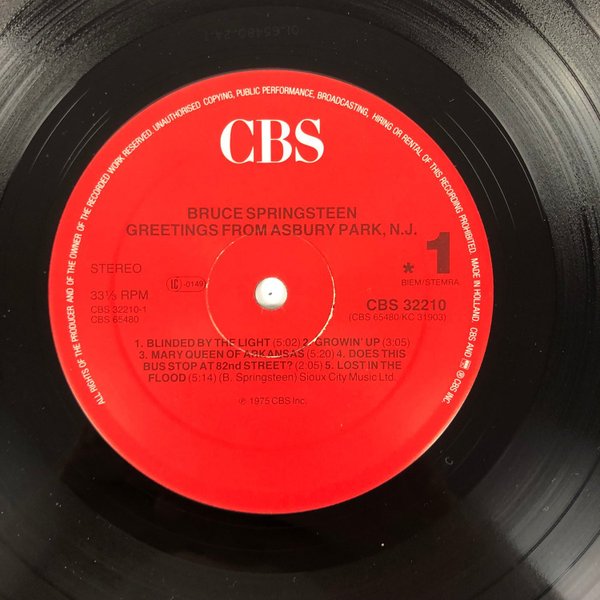 ALL RIGHTS OF THE PRODUCER AND OF THE OWNER OF THE RECORDED WORK RESERVED. UNAUTHORISED COPYING, PUBLIC PERFORMANCE, BROADCASTING, HIRING OR RENTAL OF THIS RECORDING PROHIBITED. MADE IN HOLLAND. CBS AND ℗ CBS INC.
CBS
BRUCE SPRINGSTEEN
GREETINGS FROM ASBURY PARK, N.J.
STEREO
LC -0149
* 1
BIEM/STEMRA
33⅓ RPM
CBS 32210
CBS 32210-1
(CBS 65480/KC 31903)
CBS 65480
1. BLINDED BY THE LIGHT (5:02) 2. GROWIN' UP (3:05)
3. MARY QUEEN OF ARKANSAS (5:20) 4. DOES THIS
BUS STOP AT 82nd STREET? (2:05) 5. LOST IN THE
FLOOD (5:14) (B. Springsteen) Sioux City Music Ltd.
℗ 1975 CBS Inc.